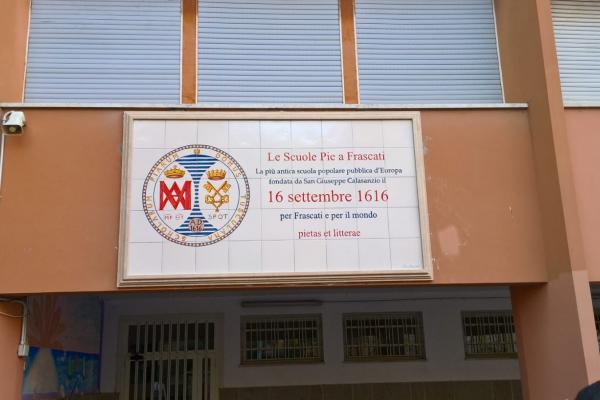 Le Scuole Pie a Frascati
La più antica scuola popolare pubblica d'Europa
fondata da San Giuseppe Calasanzio il
16 settembre 1616
per Frascati e per il mondo
pietas et litterae